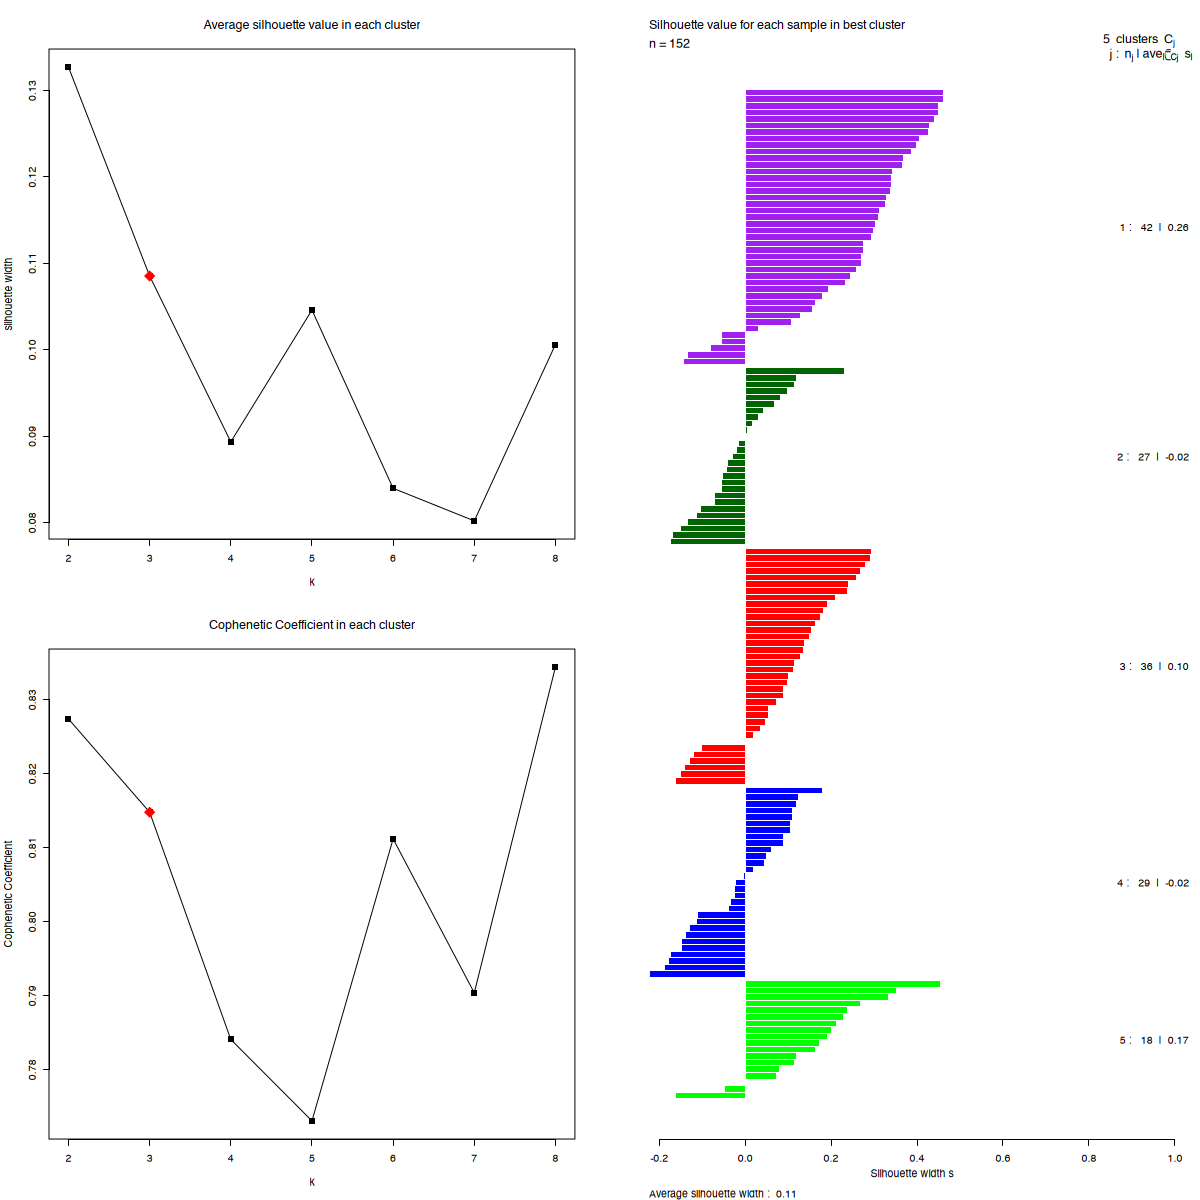 Average silhouette value in each cluster
0.13
0.12
0.11
0.10
0.09
0.08
silhouette width
2 3 4 5 6 7 8
k
Cophenetic Coefficient in each cluster
0.83
0.82
0.81
0.80
0.79
0.78
Cophenetic Coefficient
2 3 4 5 6 7 8
k
Silhouette value for each sample in best cluster
n = 152
5 clusters Cj
j : nj | avei∈Cj si
1 : 42 | 0.26
2 : 27 | -0.02
3 : 36 | 0.10
4 : 29 | -0.02
5 : 18 | 0.17
-0.2 0.0 0.2 0.4 0.6 0.8 1.0
Silhouette width s
Average silhouette width : 0.11